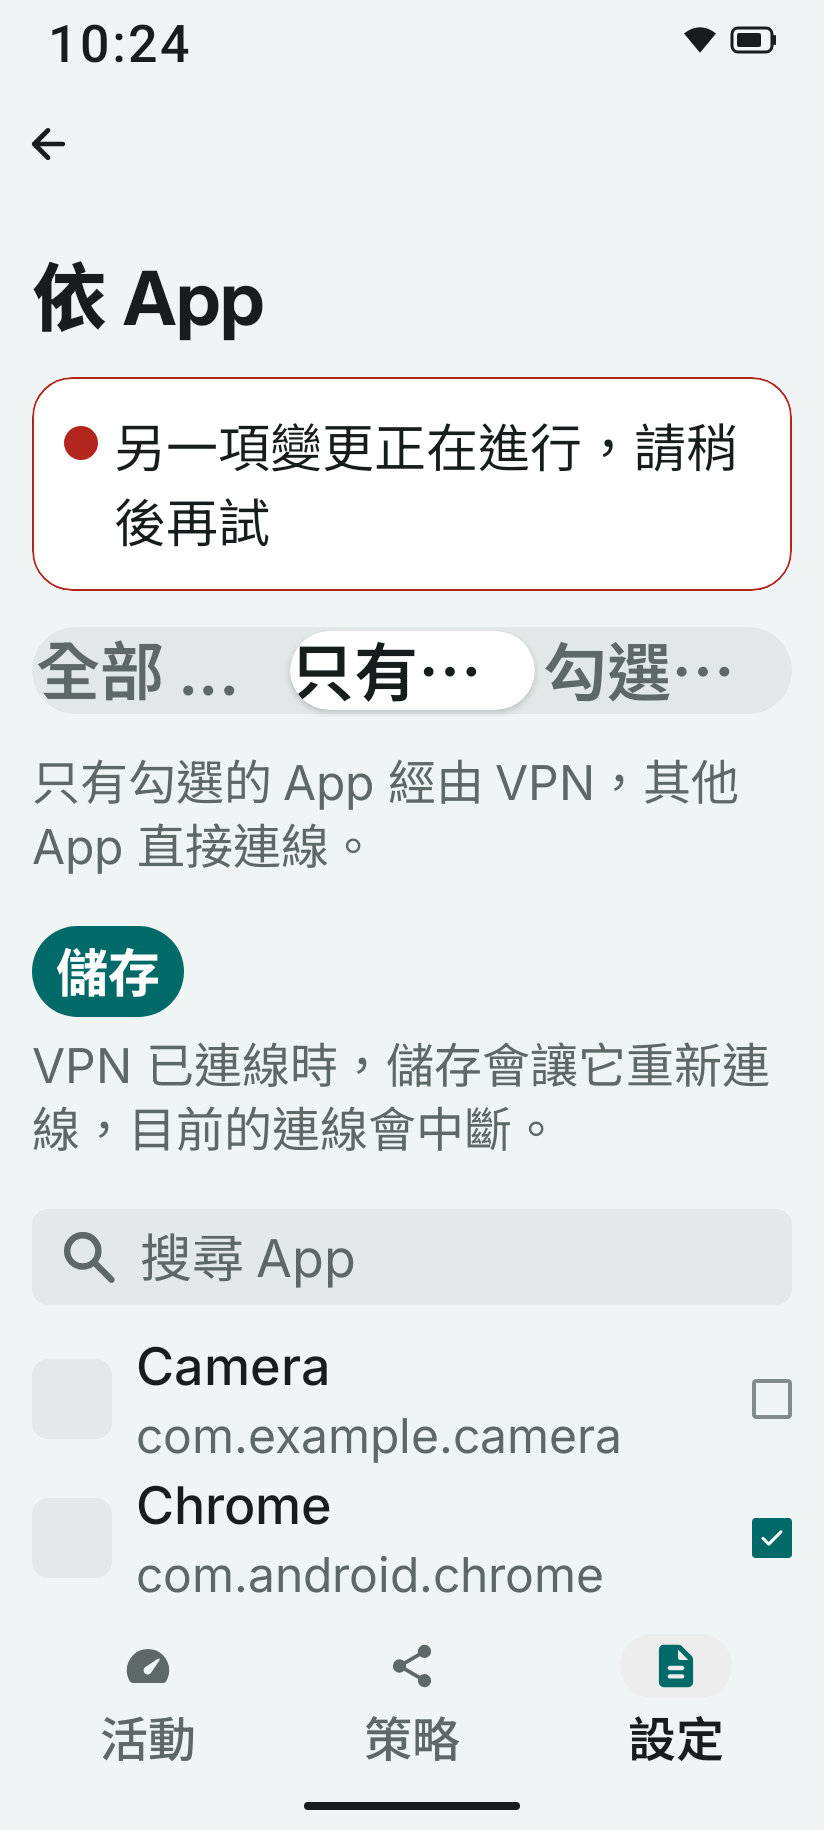 10:24
依 App
另一項變更正在進行，請稍
後再試
全部 ...
只有…
勾選…
只有勾選的 App 經由 VPN，其他
App 直接連線。
儲存
VPN 已連線時，儲存會讓它重新連
線，目前的連線會中斷。
搜尋 App
Camera
com.example.camera
Chrome
com.android.chrome
活動
策略
設定